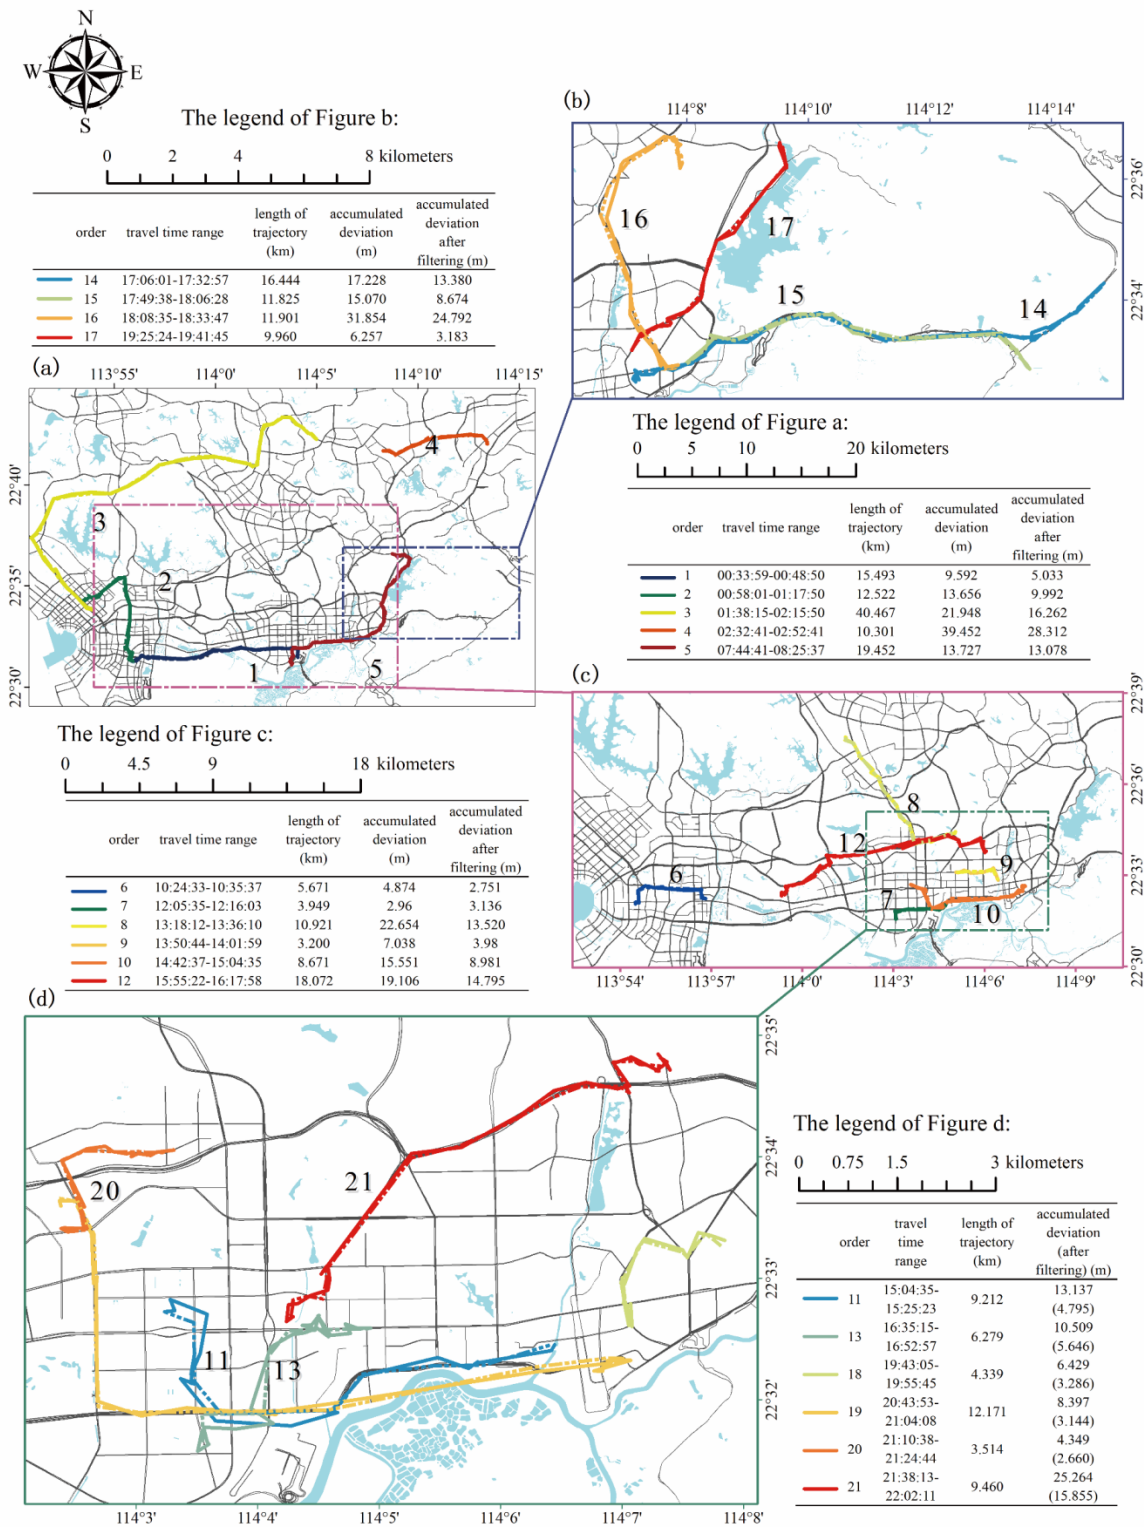 N
W E
S
The legend of Figure b:
0 2 4 8 kilometers
order travel time range length of trajectory (km) accumulated deviation (m) accumulated deviation after filtering (m)
14 17:06:01-17:32:57 16.444 17.228 13.380
15 17:49:38-18:06:28 11.825 15.070 8.674
16 18:08:35-18:33:47 11.901 31.854 24.792
17 19:25:24-19:41:45 9.960 6.257 3.183
(b)
114°8' 114°10' 114°12' 114°14'
22°36'
22°34'
16
17
15
14
(a)
113°55' 114°0' 114°5' 114°10' 114°15'
22°40'
22°35'
22°30'
4
3
2
1
5
The legend of Figure a:
0 5 10 20 kilometers
order travel time range length of trajectory (km) accumulated deviation (m) accumulated deviation after filtering (m)
1 00:33:59-00:48:50 15.493 9.592 5.033
2 00:58:01-01:17:50 12.522 13.656 9.992
3 01:38:15-02:15:50 40.467 21.948 16.262
4 02:32:41-02:52:41 10.301 39.452 28.312
5 07:44:41-08:25:37 19.452 13.727 13.078
The legend of Figure c:
0 4.5 9 18 kilometers
order travel time range length of trajectory (km) accumulated deviation (m) accumulated deviation after filtering (m)
6 10:24:33-10:35:37 5.671 4.874 2.751
7 12:05:35-12:16:03 3.949 2.96 3.136
8 13:18:12-13:36:10 10.921 22.654 13.520
9 13:50:44-14:01:59 3.200 7.038 3.98
10 14:42:37-15:04:35 8.671 15.551 8.981
12 15:55:22-16:17:58 18.072 19.106 14.795
(c)
22°39'
22°36'
22°33'
22°30'
8
12
9
6
7
10
113°54' 113°57' 114°0' 114°3' 114°6' 114°9'
(d)
22°35'
22°34'
22°33'
22°32'
20
21
11
13
114°3' 114°4' 114°5' 114°6' 114°7' 114°8'
The legend of Figure d:
0 0.75 1.5 3 kilometers
order travel time range length of trajectory (km) accumulated deviation (after filtering) (m)
11 15:04:35-15:25:23 9.212 13.137 (4.795)
13 16:35:15-16:52:57 6.279 10.509 (5.646)
18 19:43:05-19:55:45 4.339 6.429 (3.286)
19 20:43:53-21:04:08 12.171 8.397 (3.144)
20 21:10:38-21:24:44 3.514 4.349 (2.660)
21 21:38:13-22:02:11 9.460 25.264 (15.855)